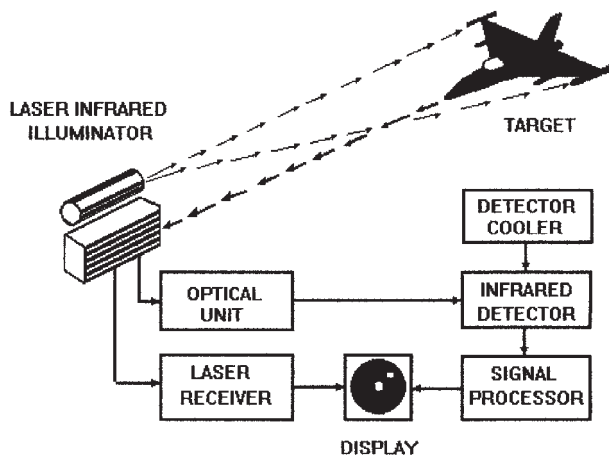 LASER INFRARED
ILLUMINATOR
TARGET
DETECTOR
COOLER
OPTICAL
UNIT
INFRARED
DETECTOR
LASER
RECEIVER
SIGNAL
PROCESSOR
DISPLAY